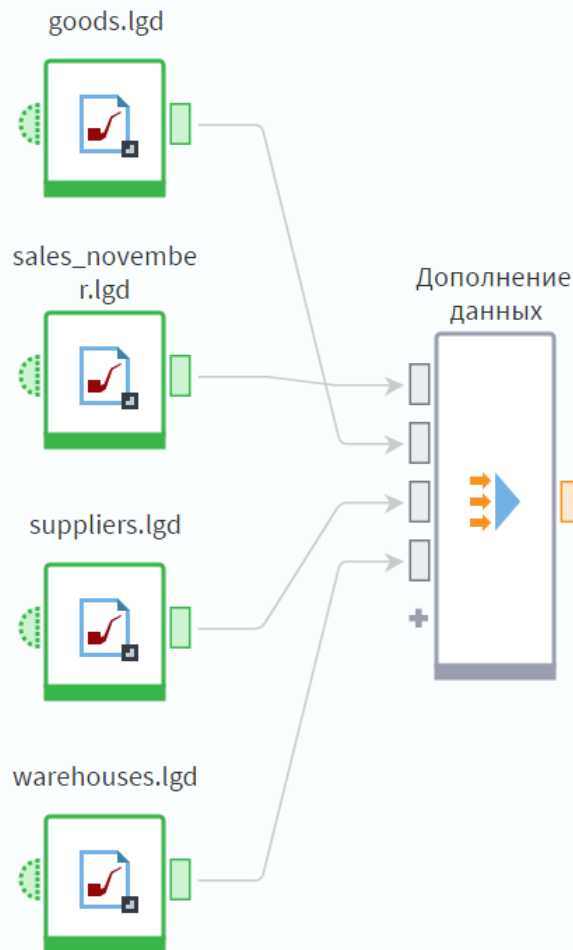 goods.lgd
sales_novembe
r.lgd
Дополнение
данных
suppliers.lgd
warehouses.lgd